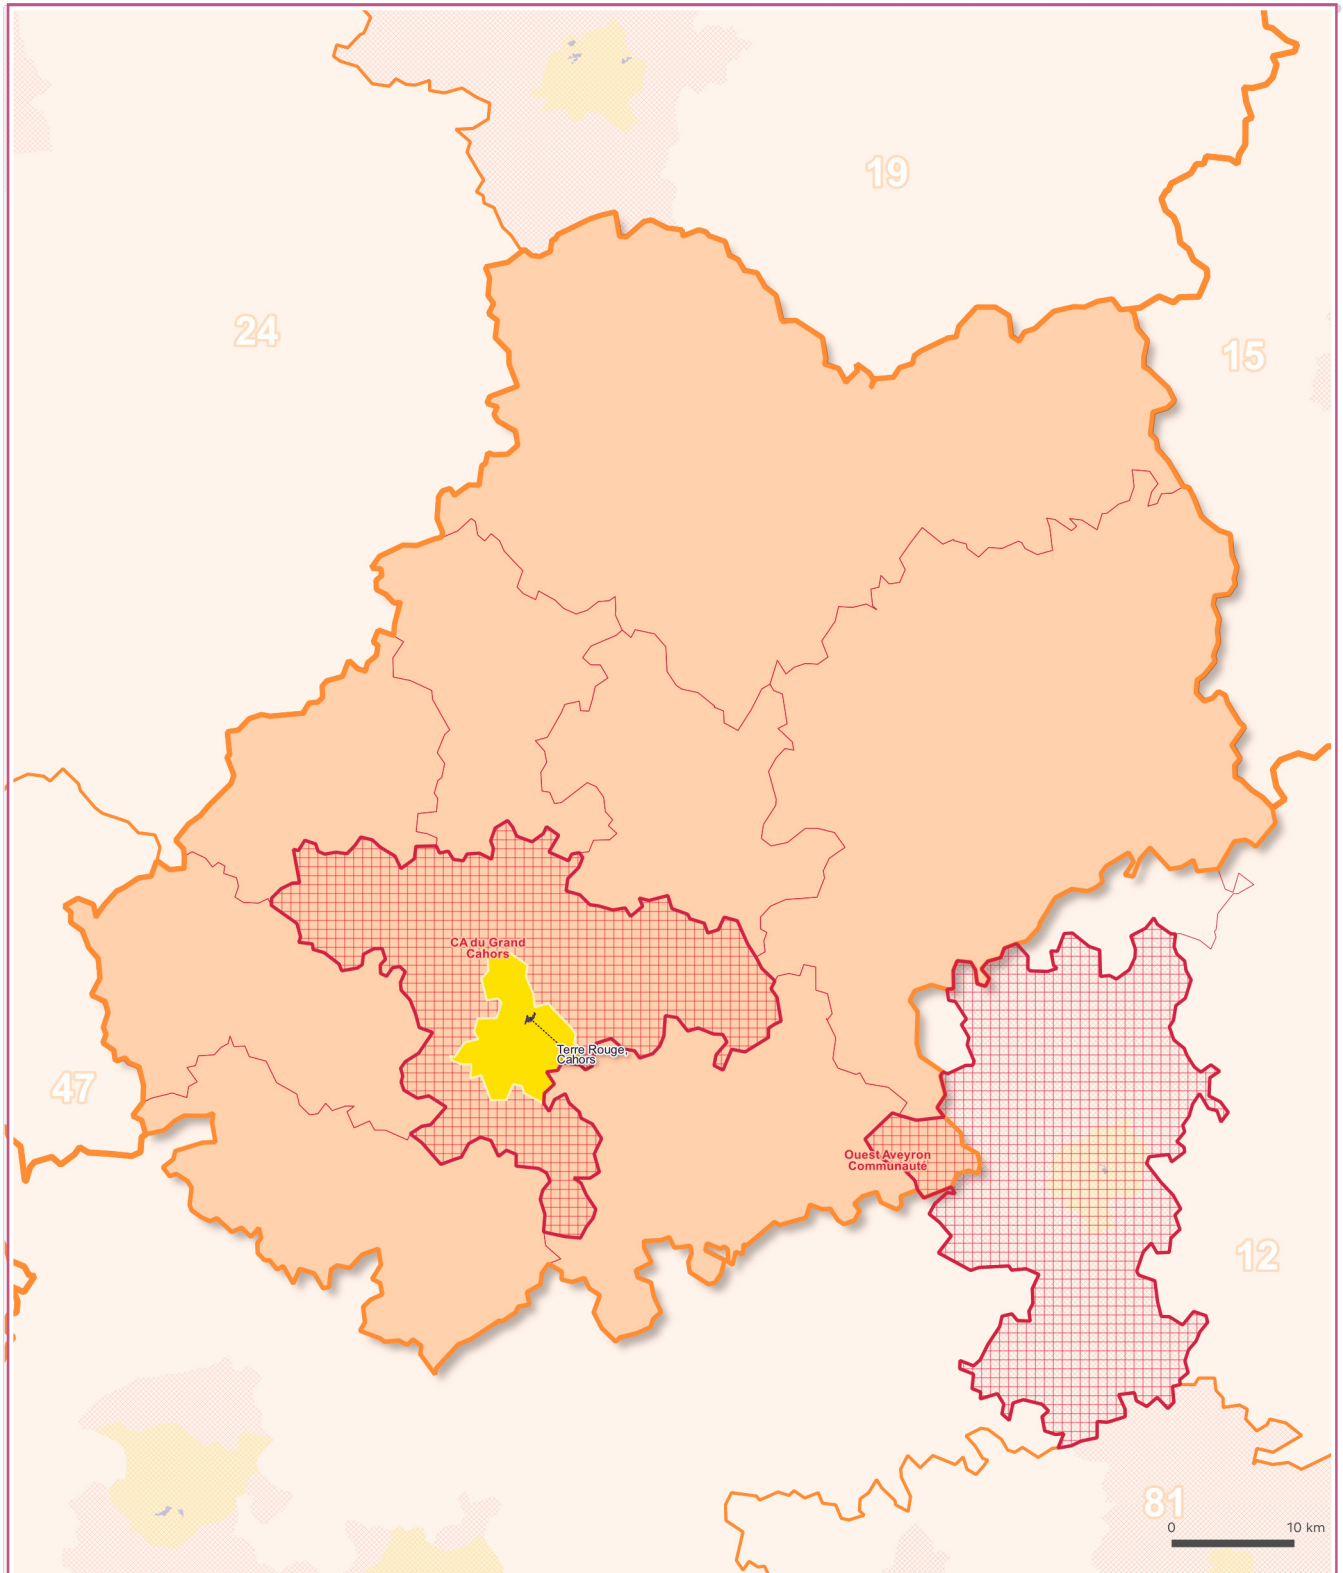 19
24
15
CA du Grand
Cahors
Terre Rouge,
Cahors
47
Ouest Aveyron
Communauté
12
81
0 10 km